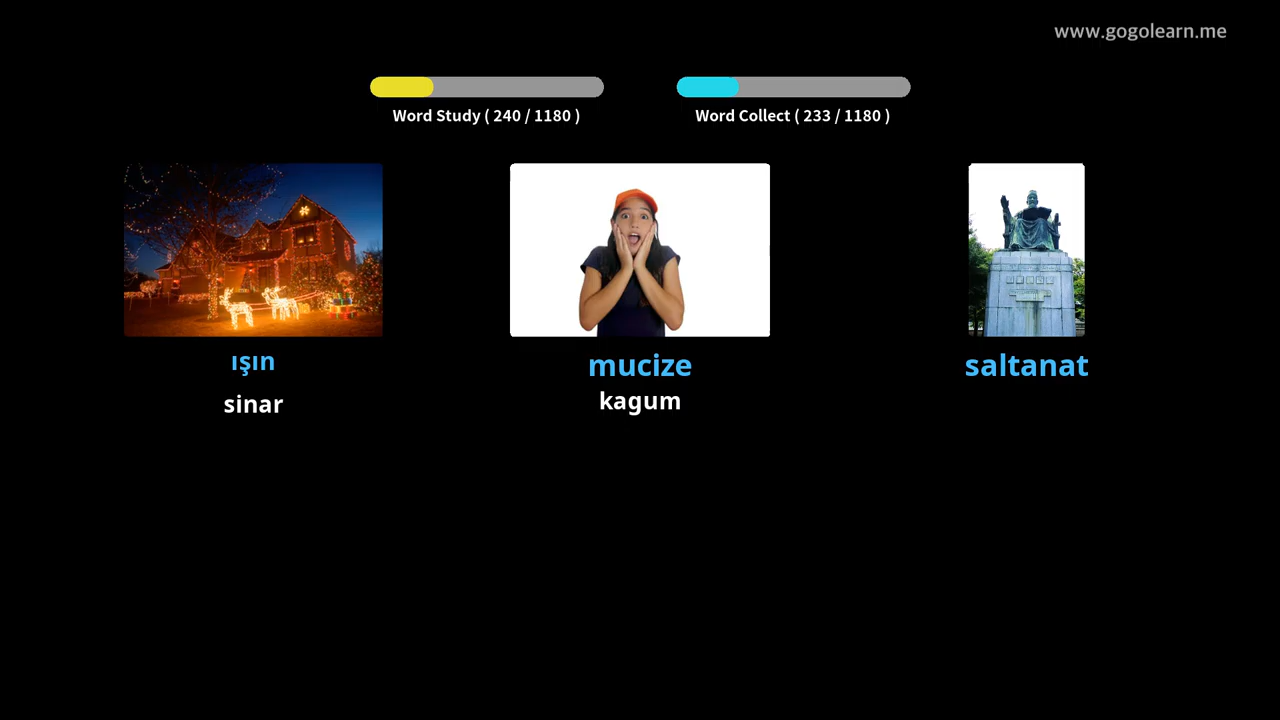 www.gogolearn.me
Word Study ( 240 / 1180 )
Word Collect ( 233 / 1180 )
ışın
sinar
mucize
kagum
saltanat